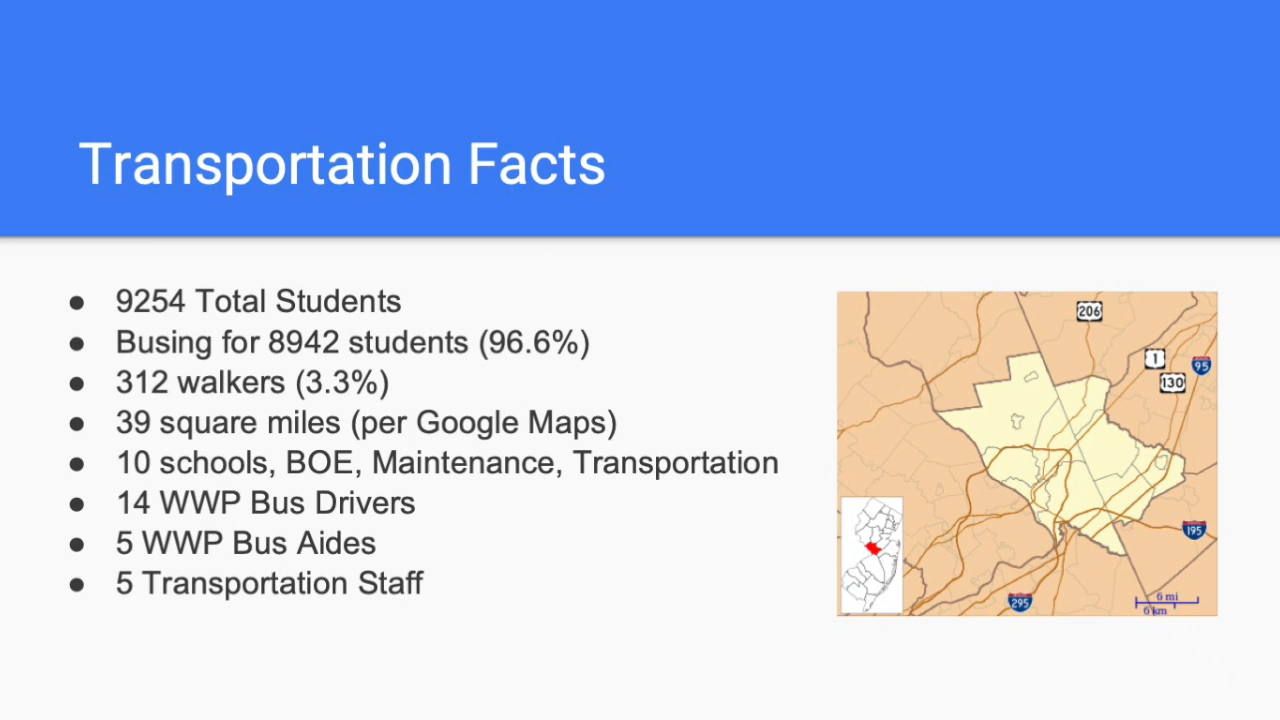 Transportation Facts
● 9254 Total Students
● Busing for 8942 students (96.6%)
● 312 walkers (3.3%)
● 39 square miles (per Google Maps)
● 10 schools, BOE, Maintenance, Transportation
● 14 WWP Bus Drivers
● 5 WWP Bus Aides
● 5 Transportation Staff
206
1
95
130
195
295
6 mi
6 km